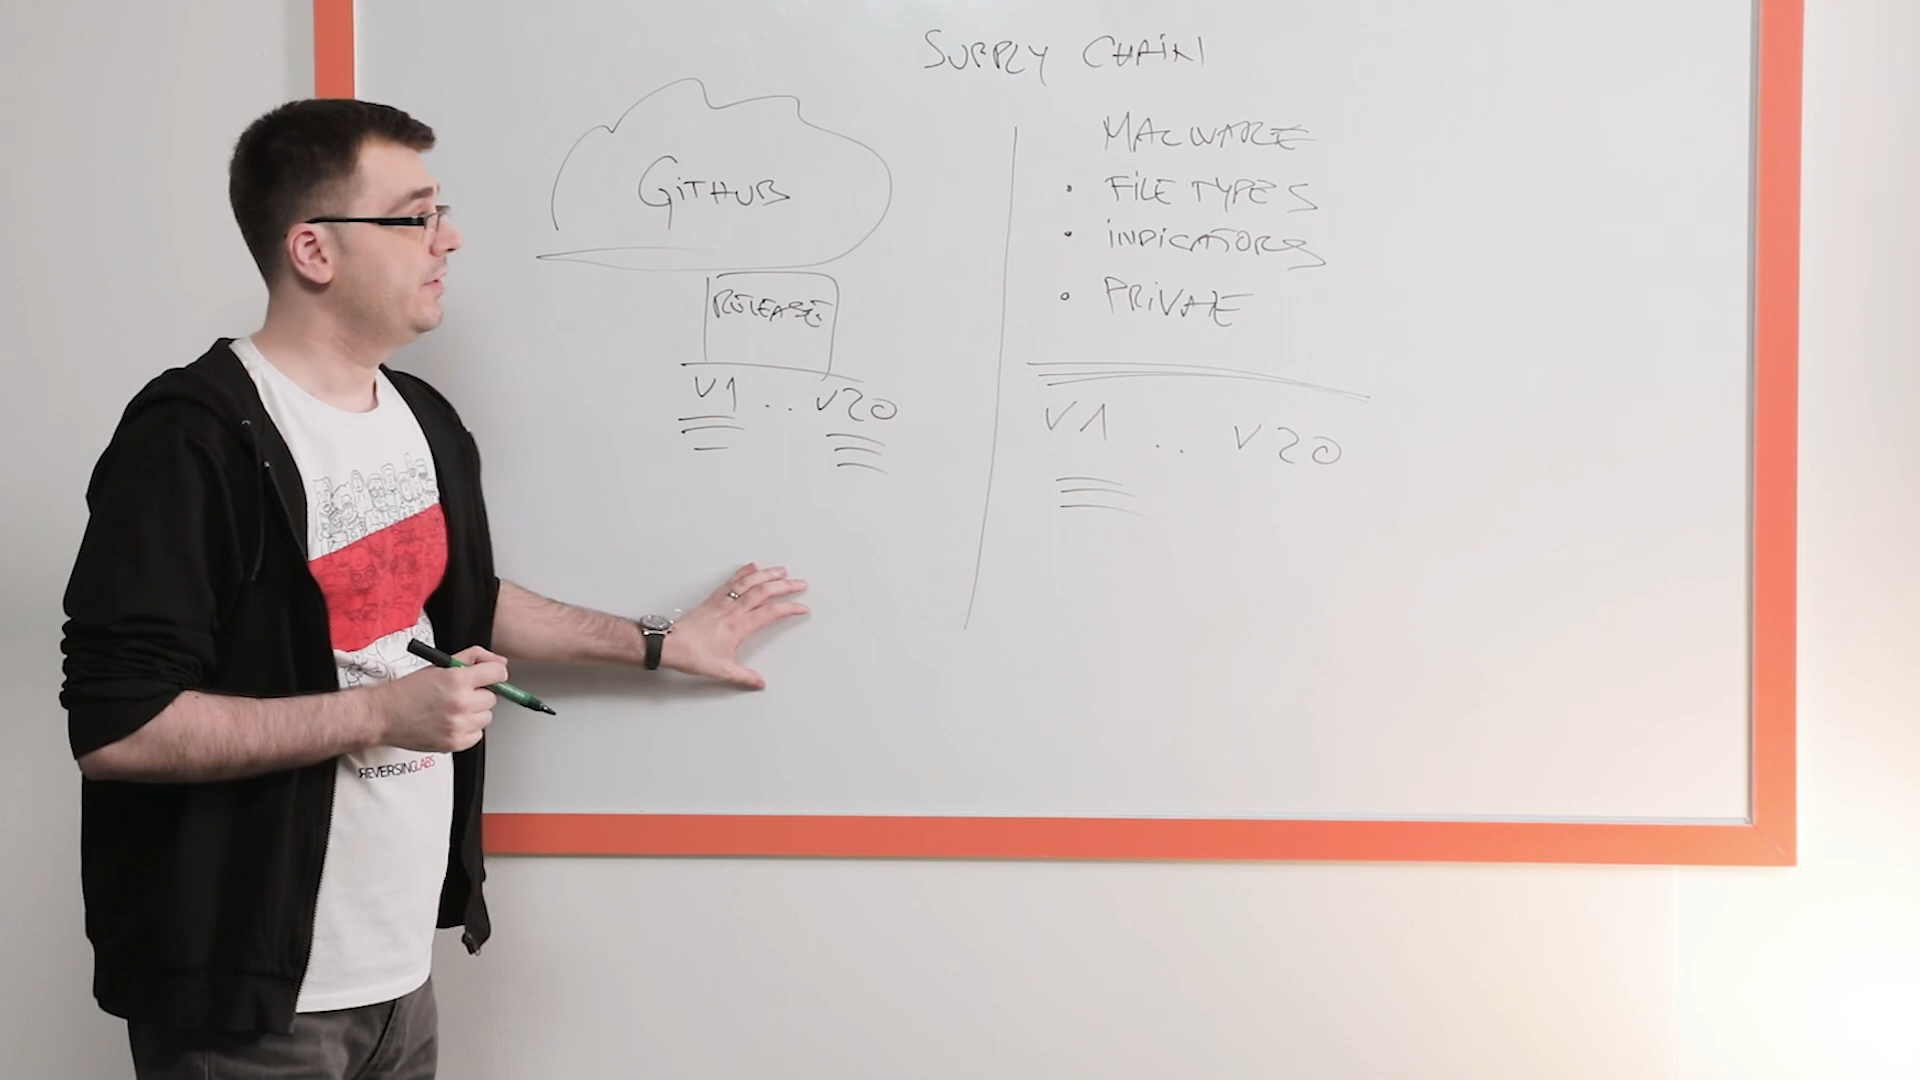 SUPPLY CHAIN
GITHUB
RELEASE
V1 .. V20
MALWARE
• FILE TYPES
• INDICATORS
• PRIVATE
V1 .. V20
REVERSINGLABS